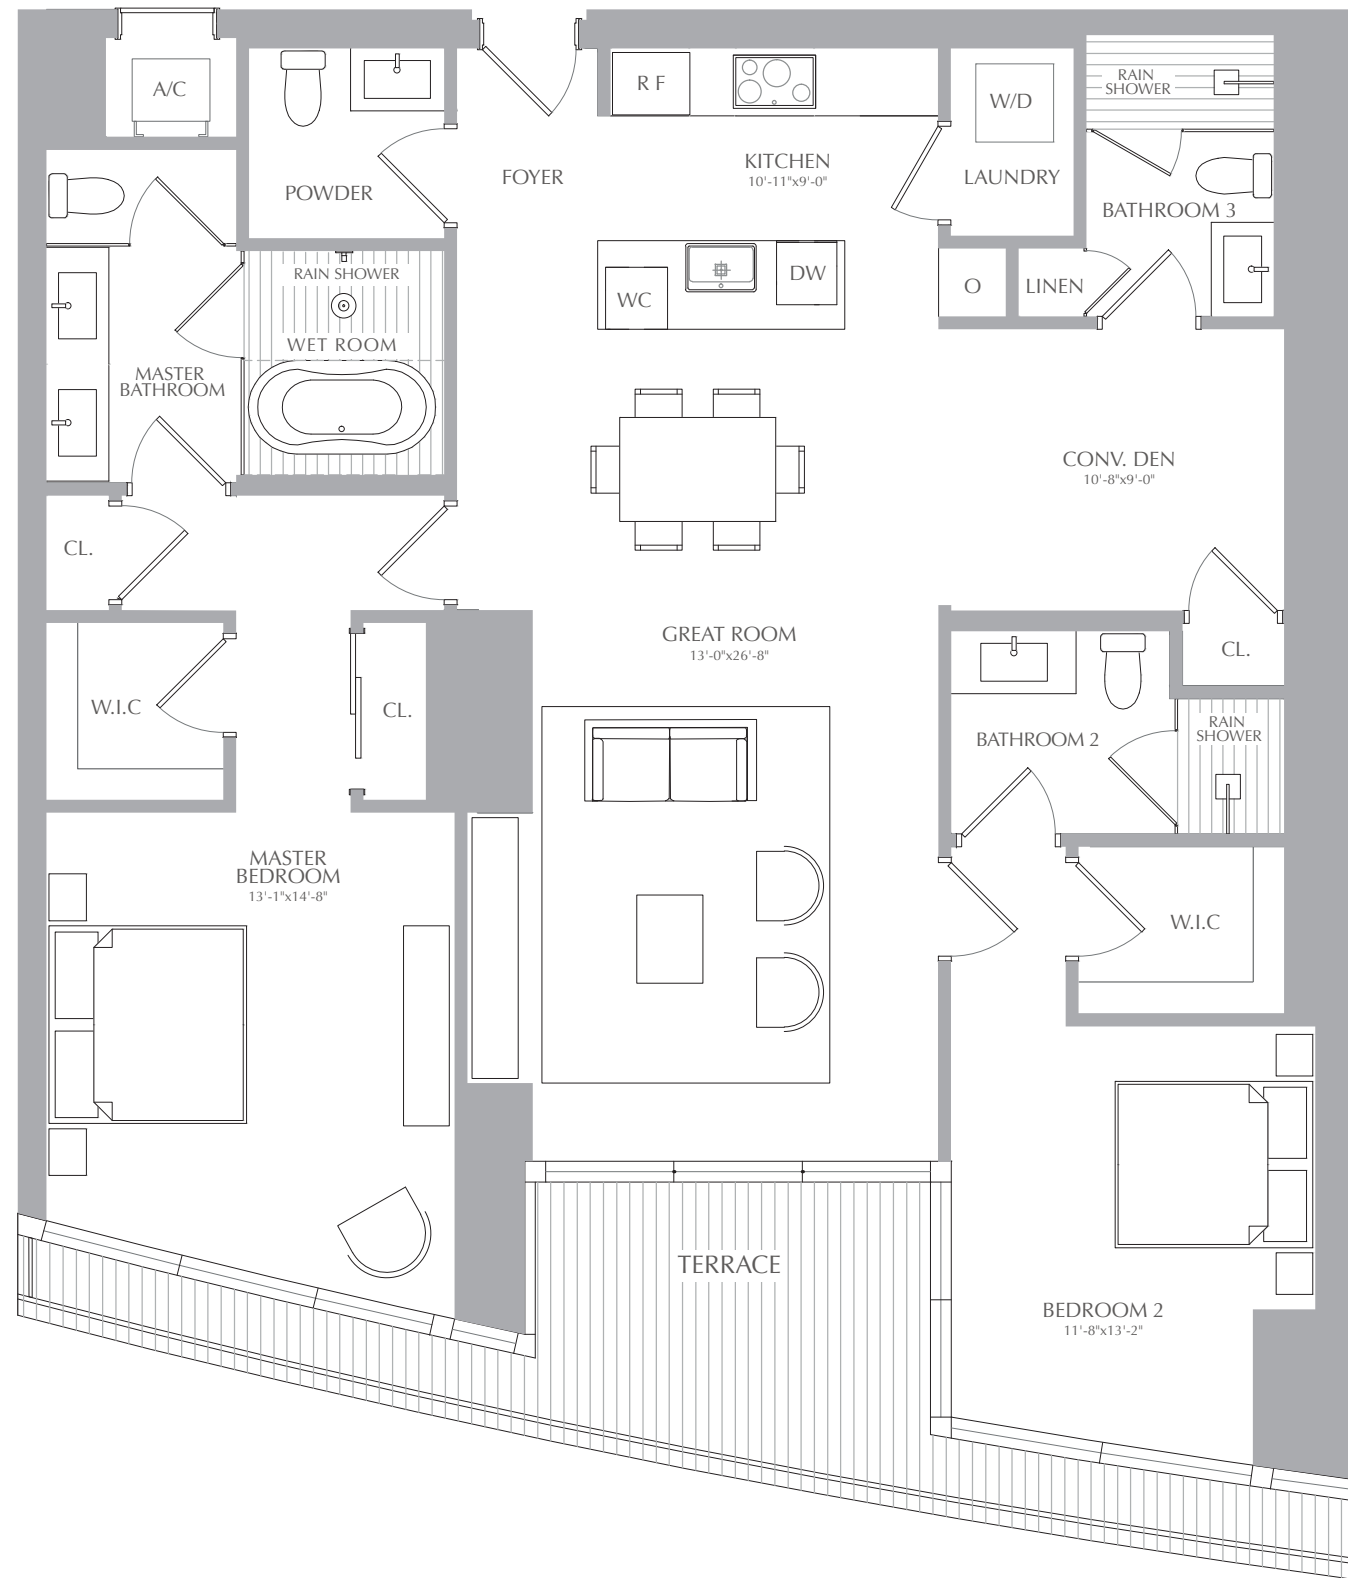 A/C
R F
W/D
RAIN
SHOWER
POWDER
FOYER
KITCHEN
10'-11"x9'-0"
LAUNDRY
BATHROOM 3
RAIN SHOWER
WC
DW
O
LINEN
WET ROOM
MASTER
BATHROOM
CONV. DEN
10'-8"x9'-0"
CL.
GREAT ROOM
13'-0"x26'-8"
CL.
W.I.C
CL.
BATHROOM 2
RAIN
SHOWER
MASTER
BEDROOM
13'-1"x14'-8"
W.I.C
TERRACE
BEDROOM 2
11'-8"x13'-2"